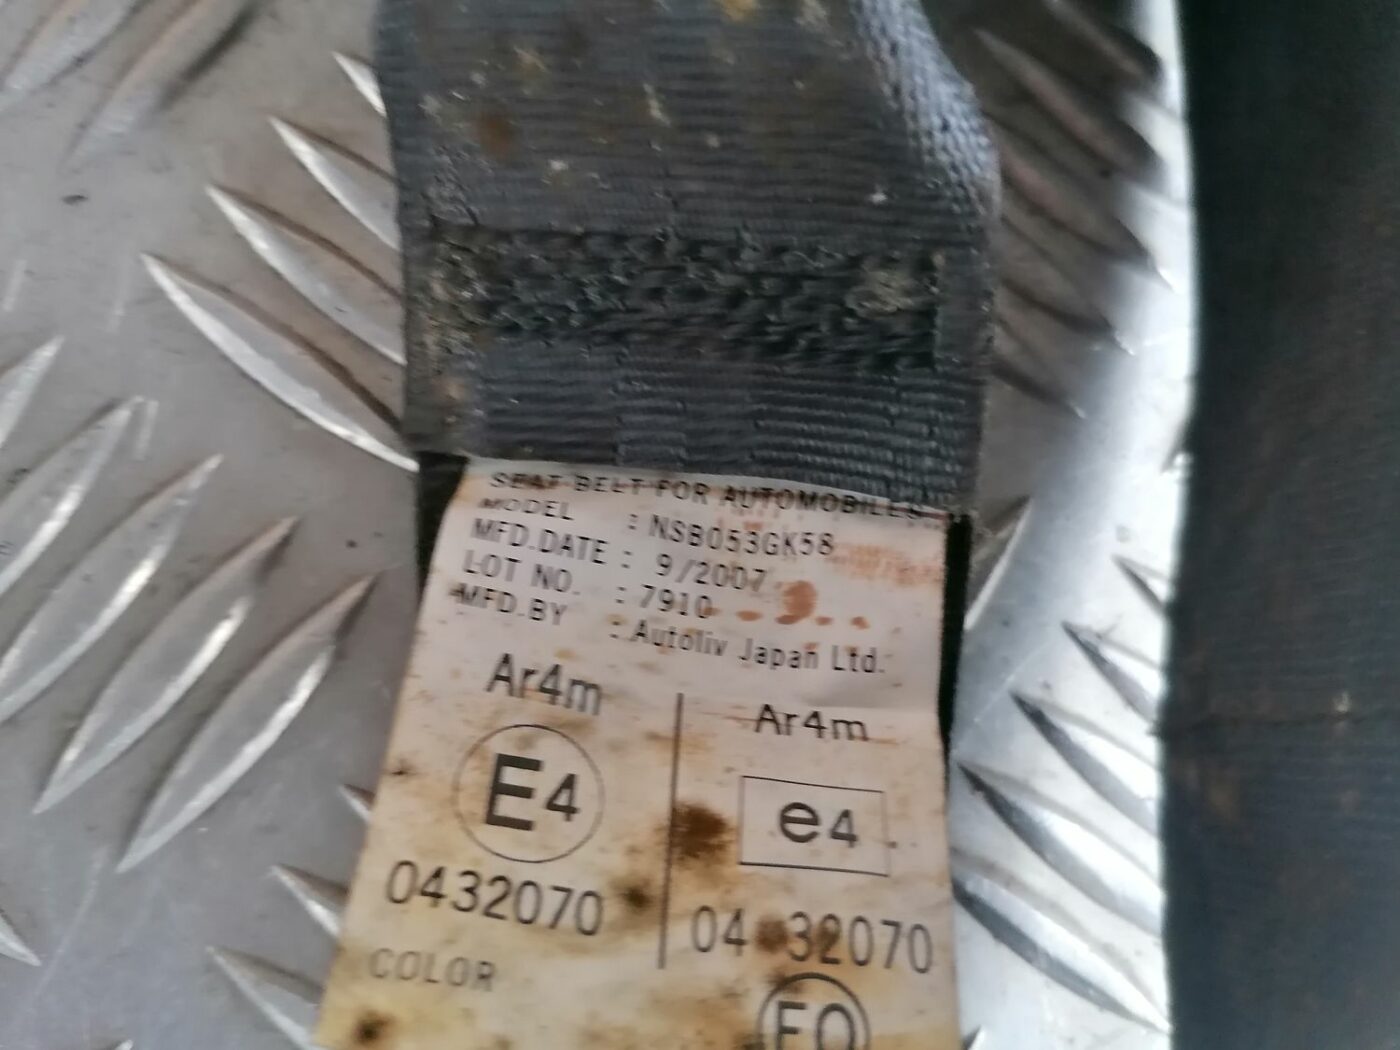 SEAT BELT FOR AUTOMOBILES
MODEL : NSB053GK58
MFD.DATE : 9/2007
LOT NO. : 7910
MFD.BY : Autoliv Japan Ltd.
Ar4m
E4
0432070
COLOR
Ar4m
e4
04 32070